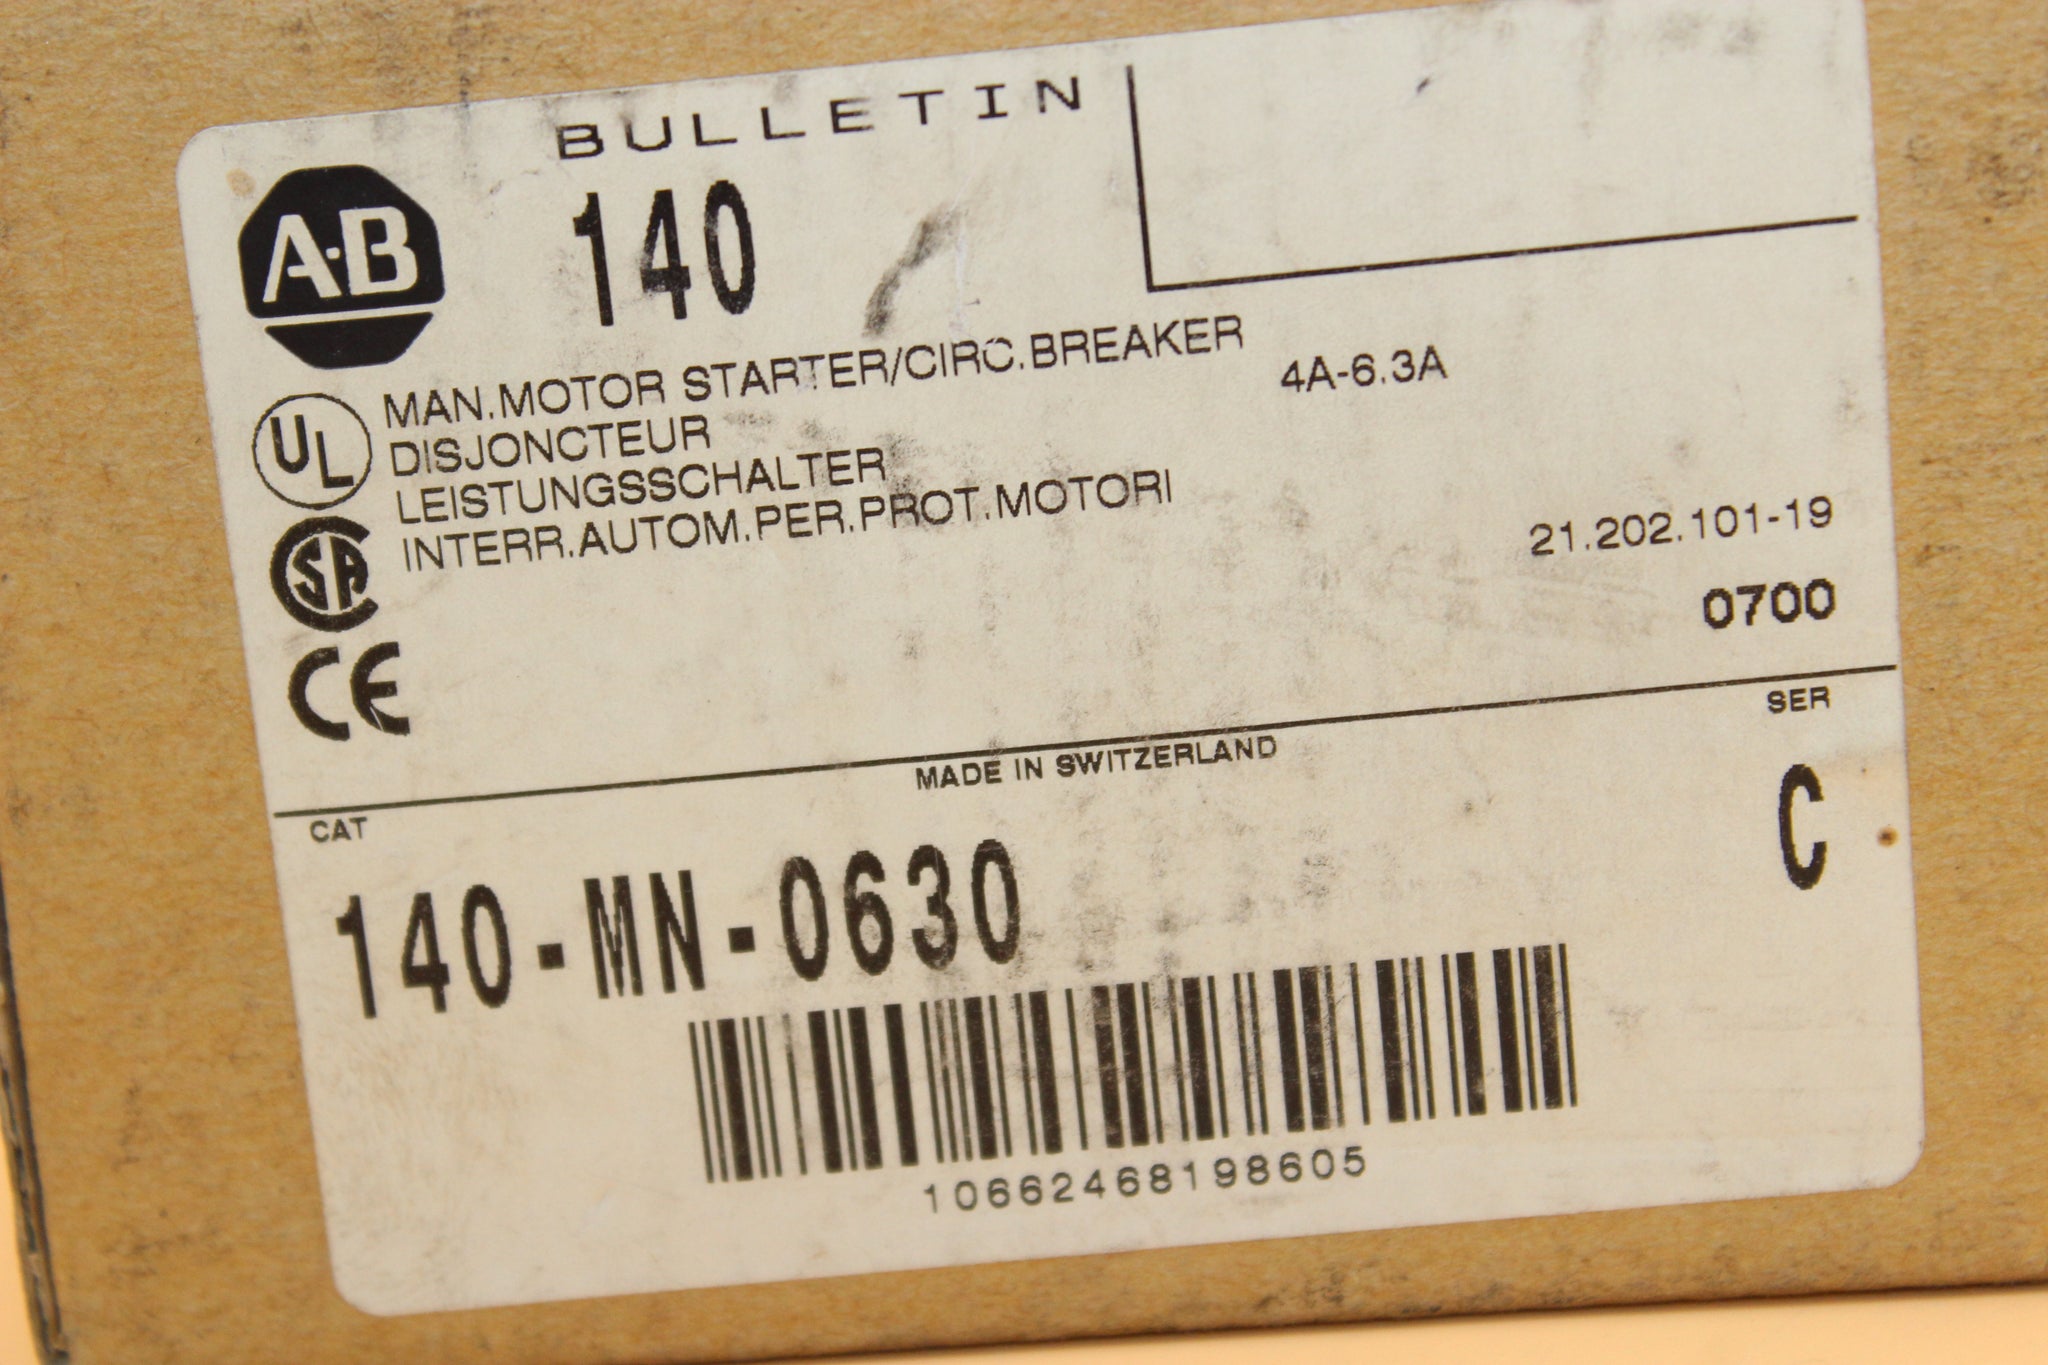 BULLETIN
A-B
140
MAN.MOTOR STARTER/CIRC.BREAKER
4A-6.3A
DISJONCTEUR
LEISTUNGSSCHALTER
INTERR.AUTOM.PER.PROT.MOTORI
UL
CSA
CE
21.202.101-19
0700
MADE IN SWITZERLAND
SER
CAT
C
140-MN-0630
10662468198605